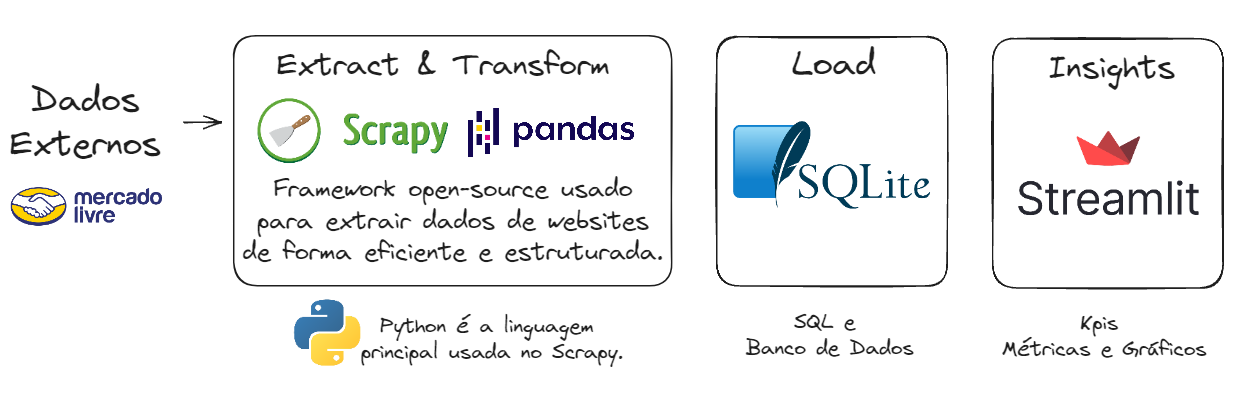 Dados
Externos
mercado
livre
Extract & Transform
Scrapy
pandas
Framework open-source usado
para extrair dados de websites
de forma eficiente e estruturada.
Python é a linguagem
principal usada no Scrapy.
Load
SQLite
SQL e
Banco de Dados
Insights
Streamlit
Kpis
Métricas e Gráficos